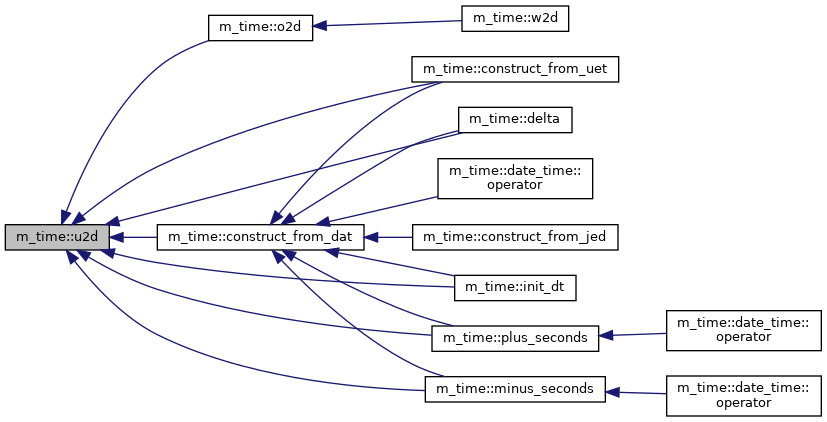 m_time::o2d
m_time::w2d
m_time::construct_from_uet
m_time::delta
m_time::date_time::
operator
m_time::u2d
m_time::construct_from_dat
m_time::construct_from_jed
m_time::init_dt
m_time::plus_seconds
m_time::date_time::
operator
m_time::minus_seconds
m_time::date_time::
operator